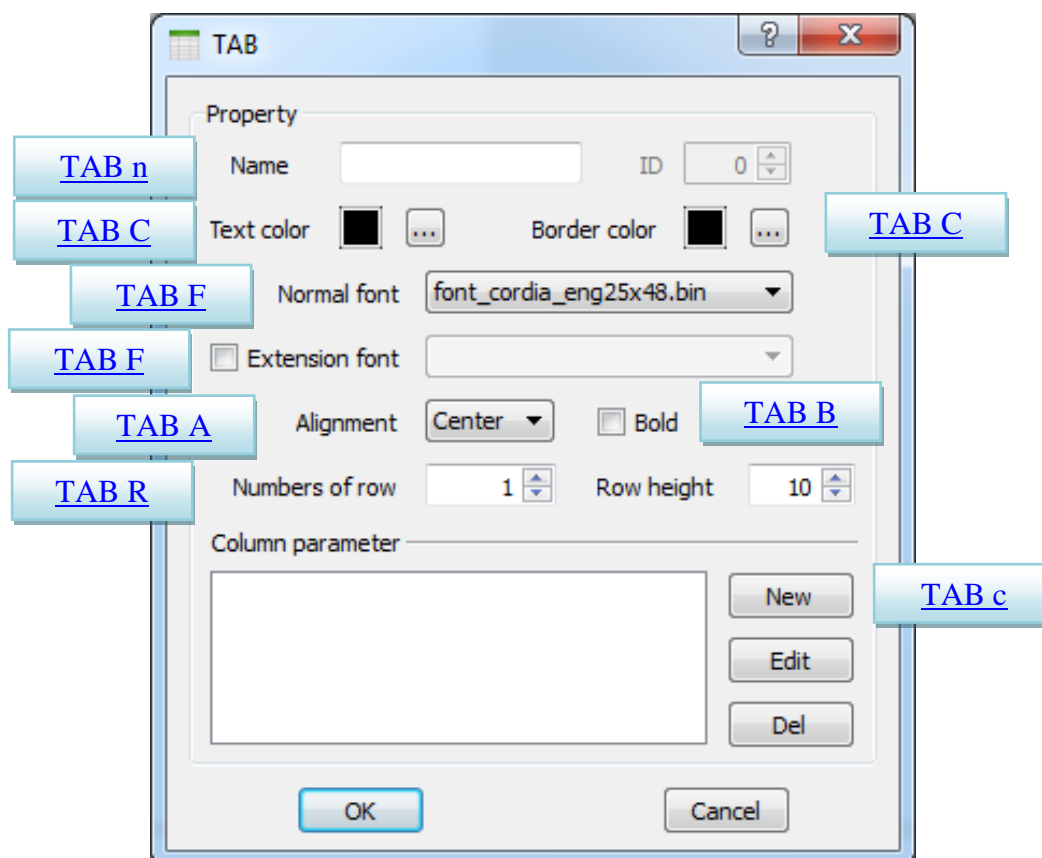 TAB
Property
TAB n Name ID 0
TAB C Text color ... Border color ... TAB C
TAB F Normal font font_cordia_eng25x48.bin
TAB F Extension font
TAB A Alignment Center Bold TAB B
TAB R Numbers of row 1 Row height 10
Column parameter
New TAB c
Edit
Del
OK Cancel